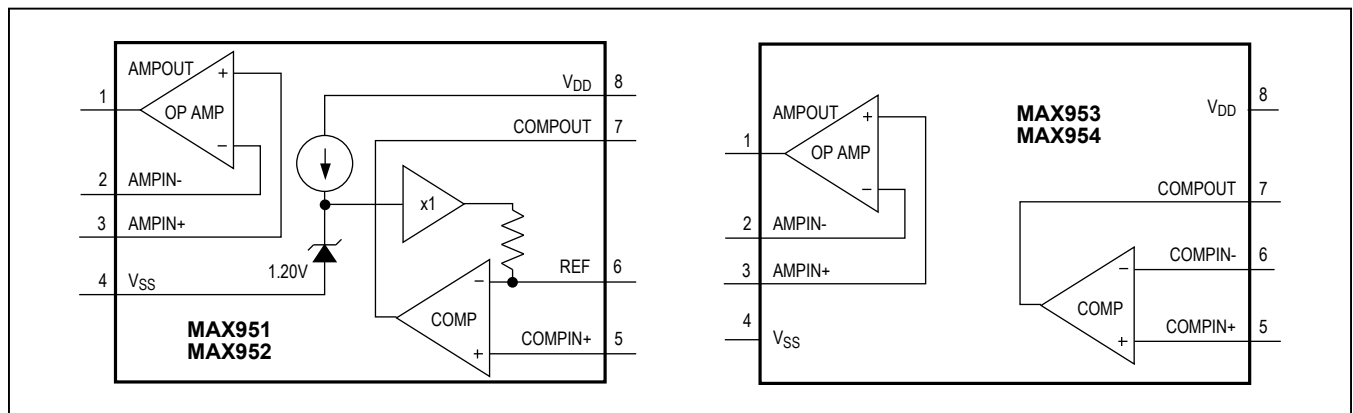 AMPOUT
+
1
OP AMP
−
2
AMPIN-
3
AMPIN+
4
VSS
1.20V
x1
VDD
8
COMPOUT
7
REF
6
−
COMP
+
COMPIN+
5
MAX951
MAX952
AMPOUT
+
1
OP AMP
−
2
AMPIN-
3
AMPIN+
4
VSS
MAX953
MAX954
VDD
8
COMPOUT
7
COMPIN-
6
−
COMP
+
COMPIN+
5